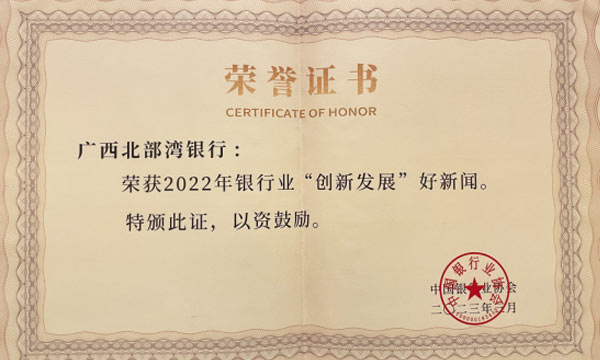 荣誉证书
CERTIFICATE OF HONOR
广西北部湾银行：
荣获2022年银行业“创新发展”好新闻。
特颁此证，以资鼓励。
中国银行业协会
二〇二三年 月